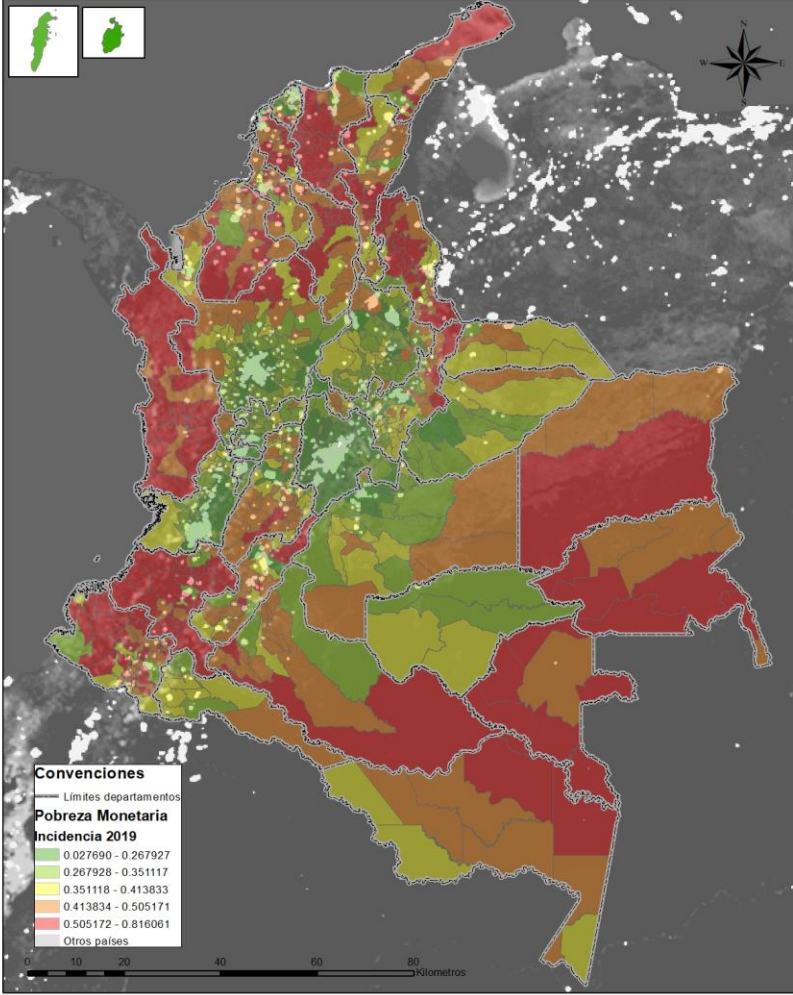 N
W E
S
Convenciones
Límites departamentos
Pobreza Monetaria
Incidencia 2019
0.027690 - 0.267927
0.267928 - 0.351117
0.351118 - 0.413833
0.413834 - 0.505171
0.505172 - 0.816061
Otros países
0 10 20 40 60 80
Kilometros